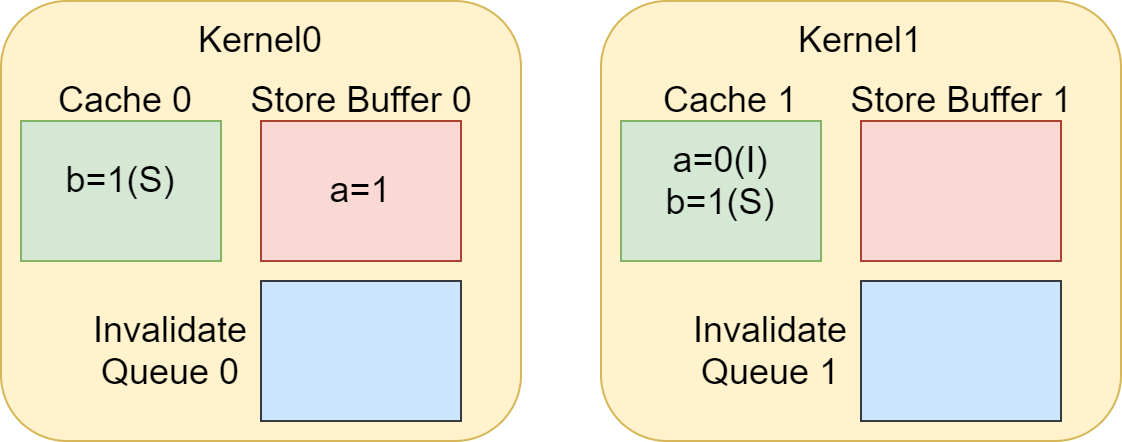 Kernel0
Cache 0
Store Buffer 0
b=1(S)
a=1
Invalidate
Queue 0
Kernel1
Cache 1
Store Buffer 1
a=0(I)
b=1(S)
Invalidate
Queue 1